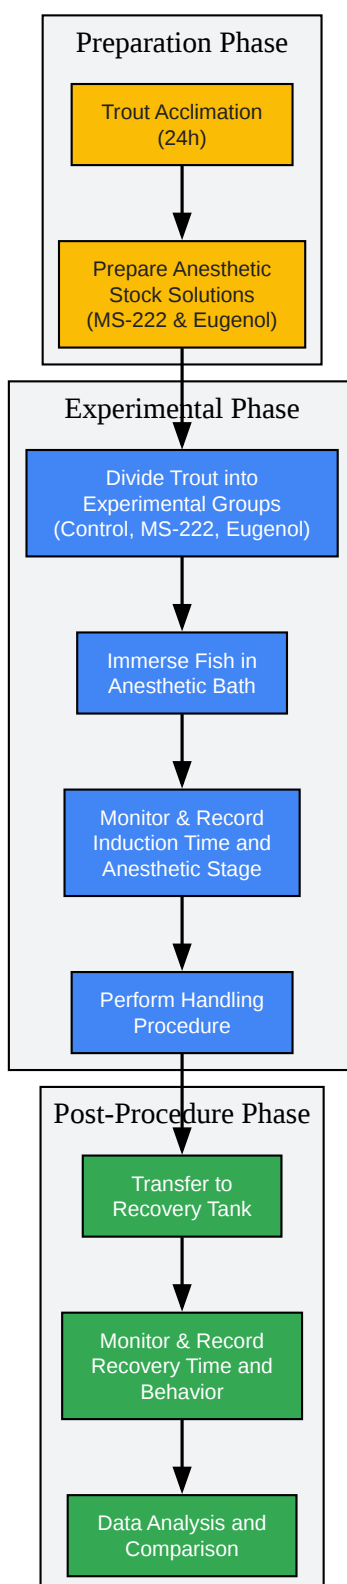 Preparation Phase
Trout Acclimation
(24h)
Prepare Anesthetic
Stock Solutions
(MS-222 & Eugenol)
Experimental Phase
Divide Trout into
Experimental Groups
(Control, MS-222, Eugenol)
Immerse Fish in
Anesthetic Bath
Monitor & Record
Induction Time and
Anesthetic Stage
Perform Handling
Procedure
Post-Procedure Phase
Transfer to
Recovery Tank
Monitor & Record
Recovery Time and
Behavior
Data Analysis and
Comparison